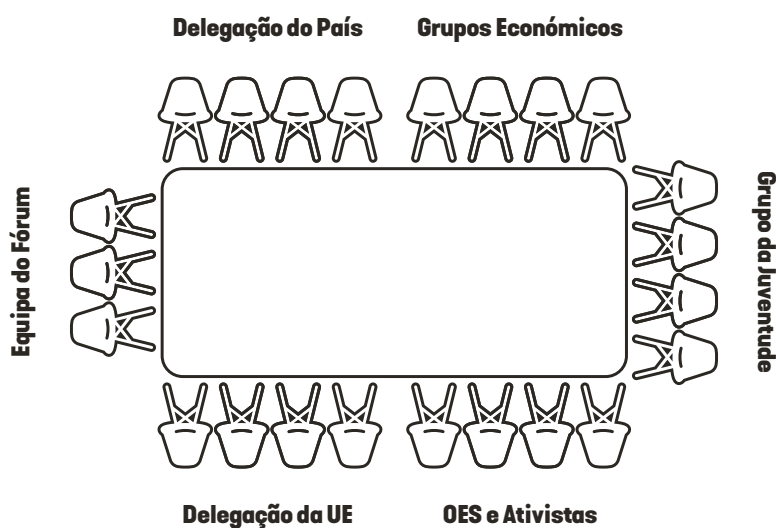 Delegação do País
Grupos Económicos
Equipa do Fórum
Grupo da Juventude
Delegação da UE
OES e Ativistas